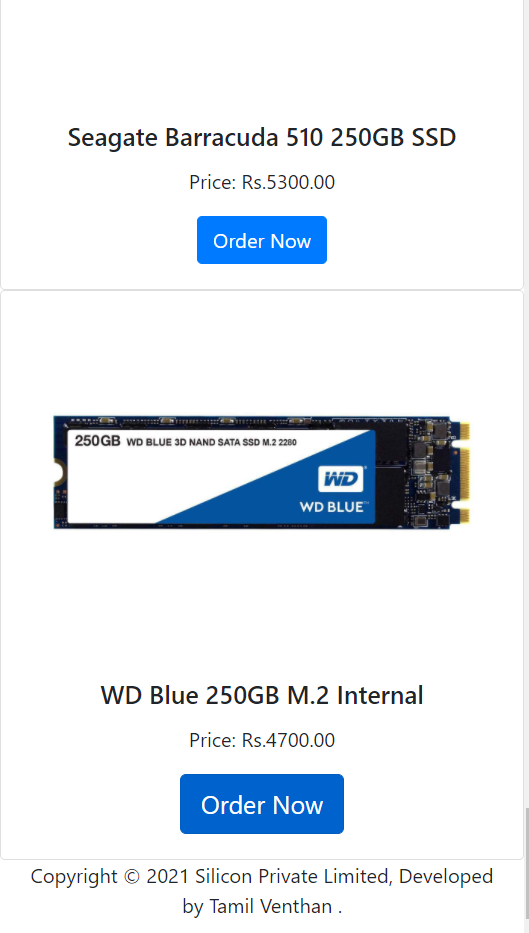 Seagate Barracuda 510 250GB SSD
Price: Rs.5300.00
Order Now
250GB WD BLUE 3D NAND SATA SSD M.2 2280
WD
WD BLUE™
WD Blue 250GB M.2 Internal
Price: Rs.4700.00
Order Now
Copyright © 2021 Silicon Private Limited, Developed
by Tamil Venthan .